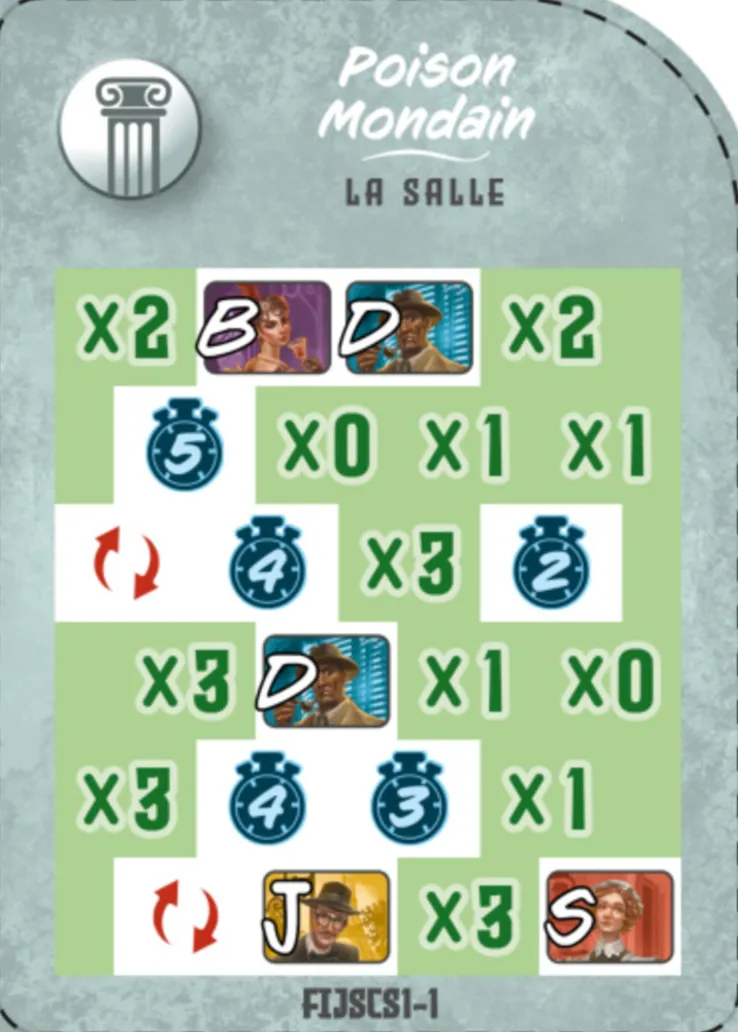 Poison
Mondain
LA SALLE
X2 B D X2
5 X0 X1 X1
4 X3 2
X3 D X1 X0
X3 4 3 X1
J X3 S
FIJSCS1-1